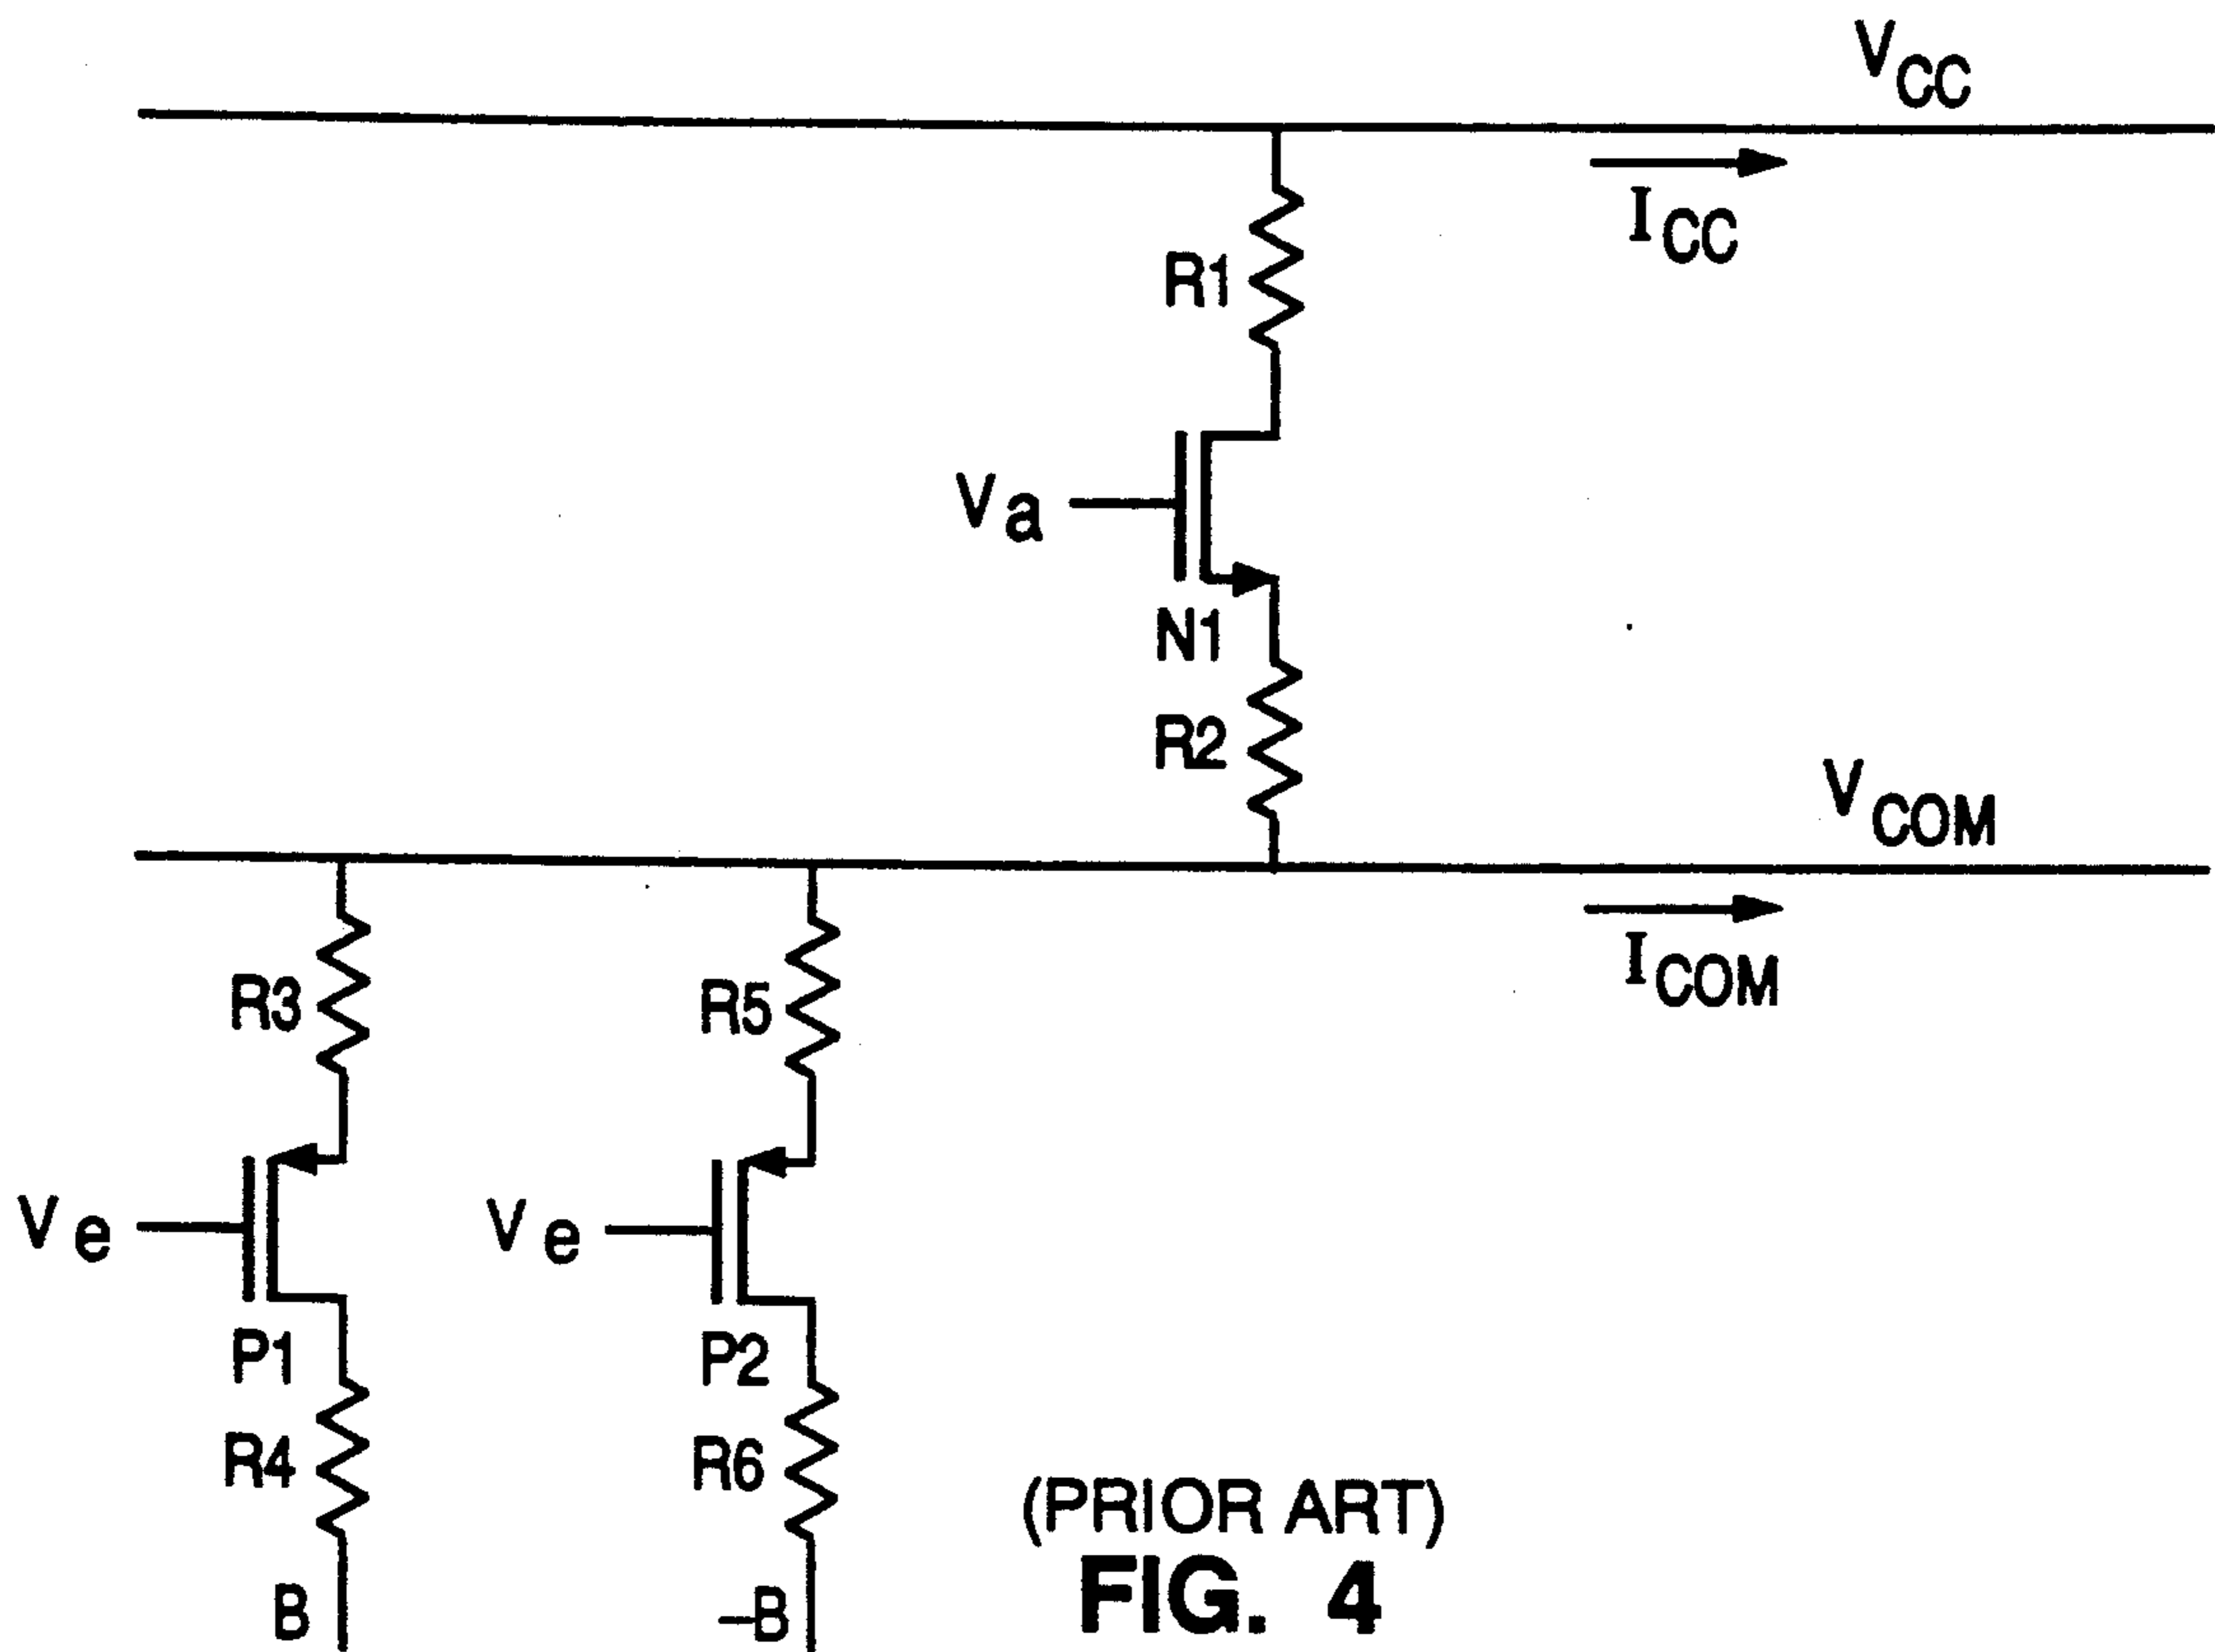 VCC
ICC
R1
Va
N1
R2
VCOM
ICOM
R3
R5
Ve
Ve
P1
P2
R4
R6
(PRIOR ART)
B
–B
FIG. 4